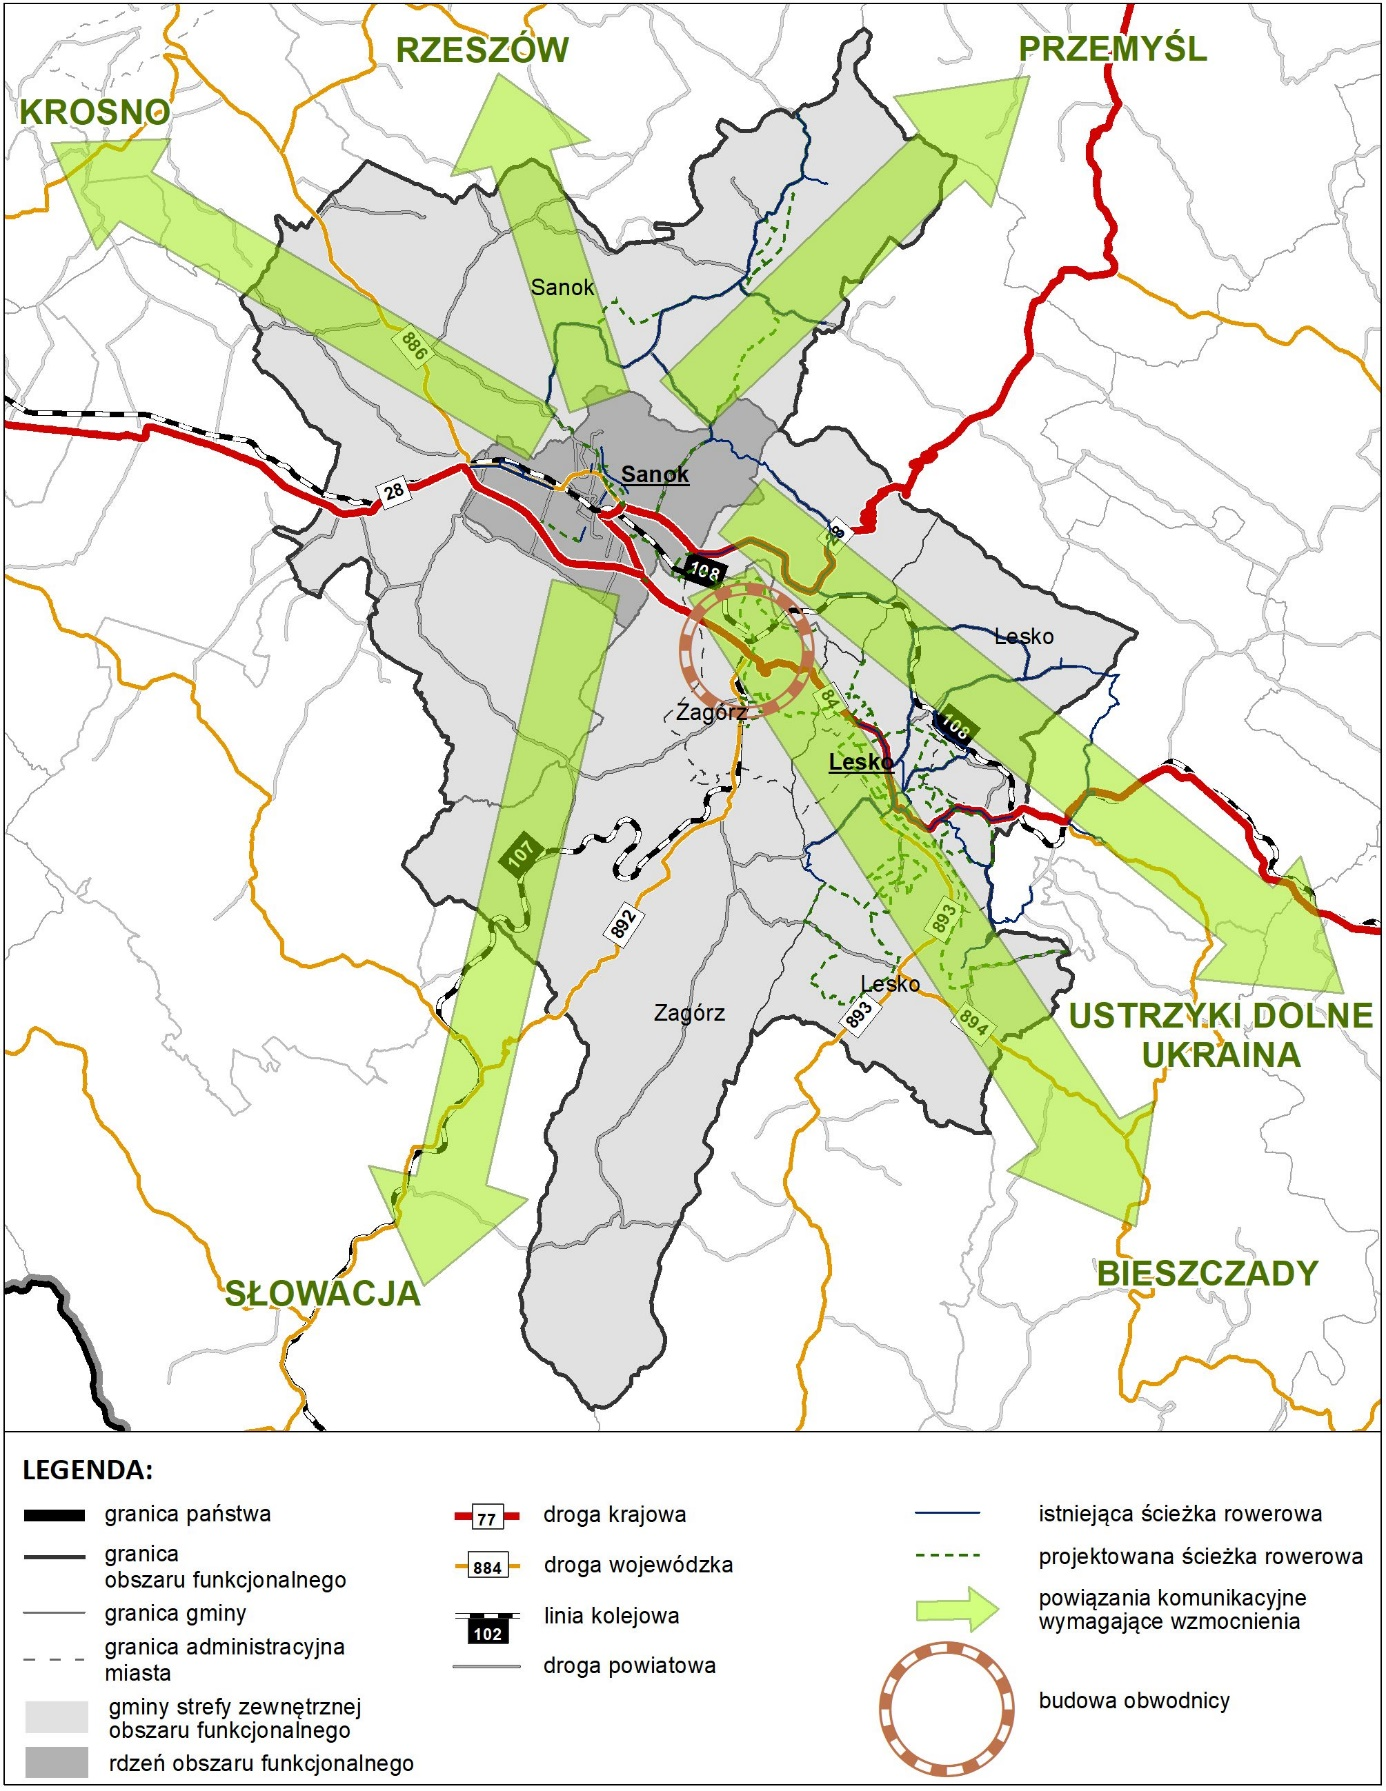 RZESZÓW
PRZEMYŚL
KROSNO
Sanok
886
28
Sanok
28
108
Lesko
84
Zagórz
108
Lesko
107
892
893
Lesko
893
894
Zagórz
USTRZYKI DOLNE
UKRAINA
BIESZCZADY
SŁOWACJA
LEGENDA:
granica państwa
granica
obszaru funkcjonalnego
granica gminy
granica administracyjna
miasta
gminy strefy zewnętrznej
obszaru funkcjonalnego
rdzeń obszaru funkcjonalnego
77
droga krajowa
884
droga wojewódzka
linia kolejowa
102
droga powiatowa
istniejąca ścieżka rowerowa
projektowana ścieżka rowerowa
powiązania komunikacyjne
wymagające wzmocnienia
budowa obwodnicy